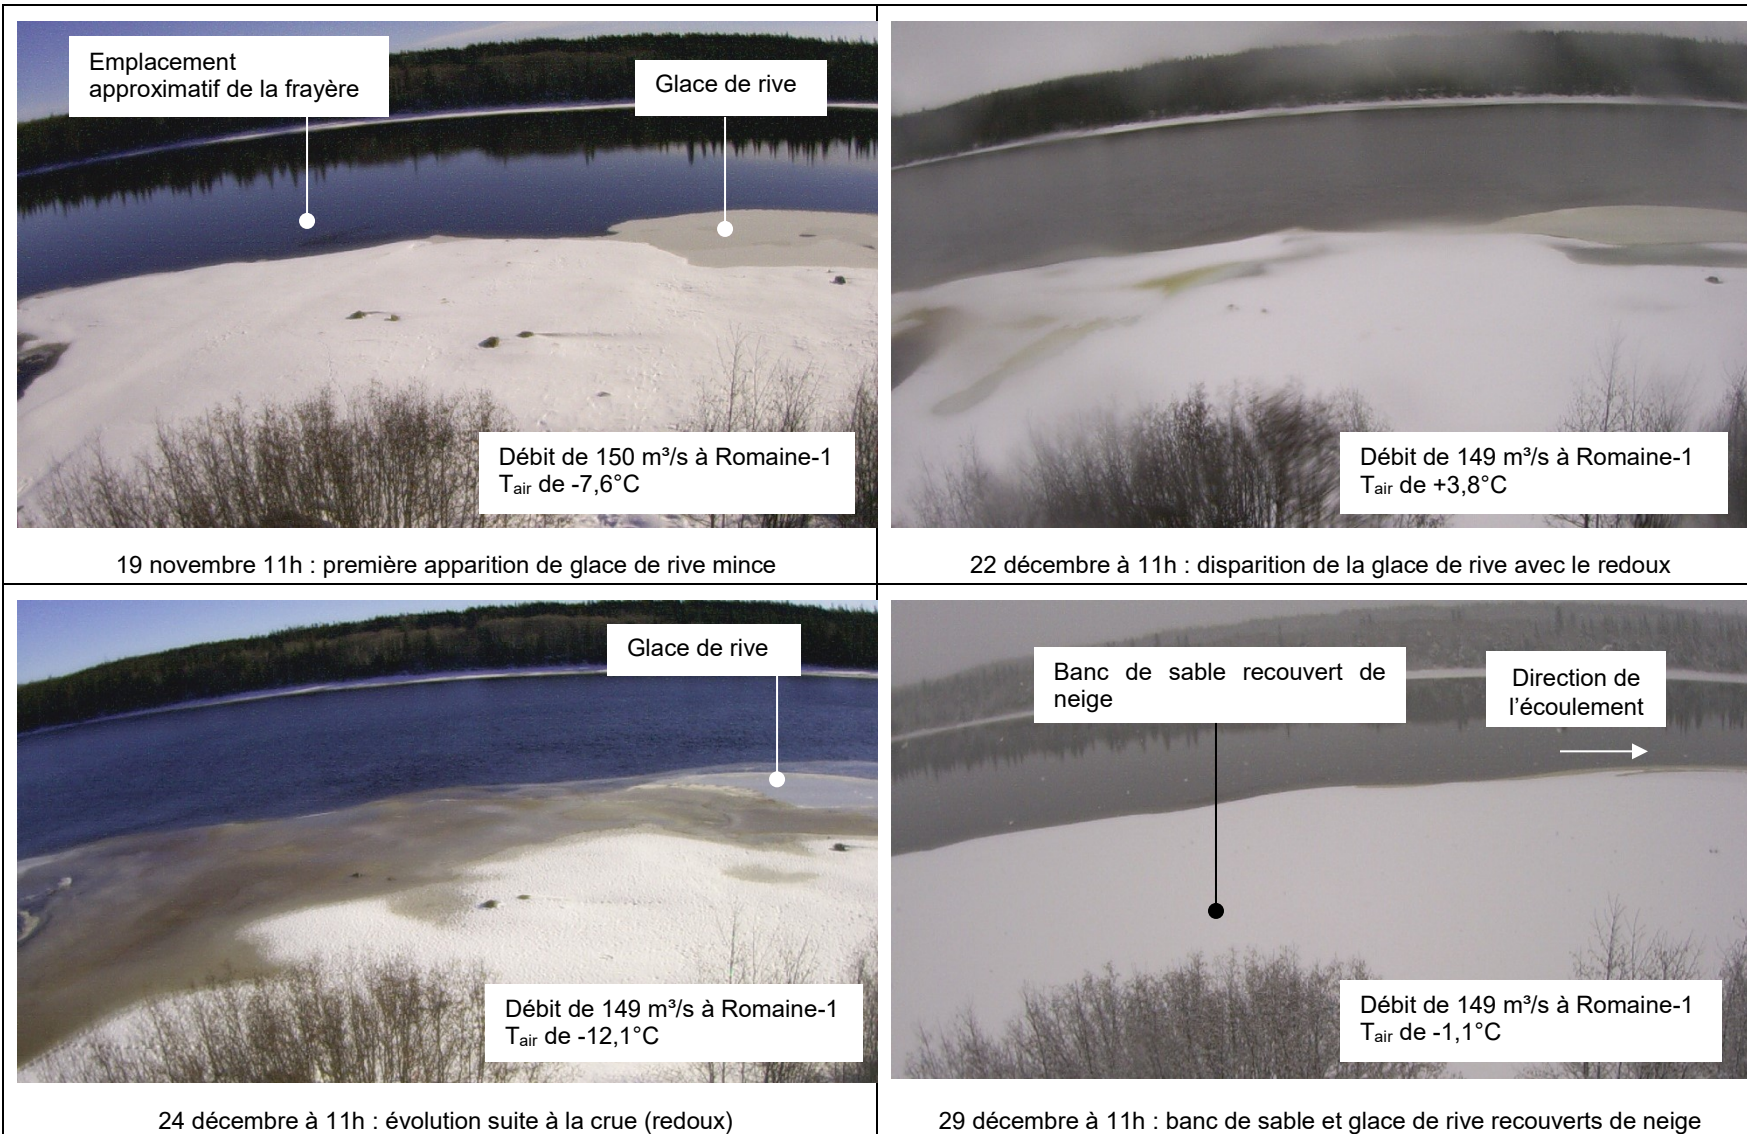 Emplacement
approximatif de la frayère
Glace de rive
Débit de 150 m³/s à Romaine-1
Tair de -7,6°C
19 novembre 11h : première apparition de glace de rive mince
Débit de 149 m³/s à Romaine-1
Tair de +3,8°C
22 décembre à 11h : disparition de la glace de rive avec le redoux
Glace de rive
Débit de 149 m³/s à Romaine-1
Tair de -12,1°C
24 décembre à 11h : évolution suite à la crue (redoux)
Banc de sable recouvert de
neige
Direction de
l’écoulement
Débit de 149 m³/s à Romaine-1
Tair de -1,1°C
29 décembre à 11h : banc de sable et glace de rive recouverts de neige